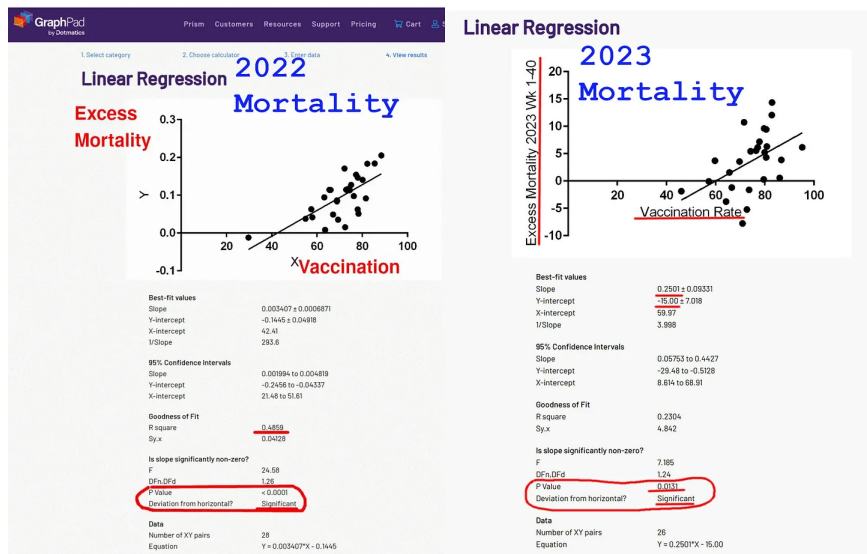 GraphPad
by Dotmatics
Prism Customers Resources Support Pricing Cart
1. Select category 2. Choose calculator 3. Enter data 4. View results
Linear Regression
2022
Mortality
Excess
Mortality
0.3
0.2
0.1
0.0
-0.1
Y
20 40 60 80 100
X
Vaccination
Best-fit values
Slope 0.003407 ± 0.0006871
Y-intercept -0.1445 ± 0.04918
X-intercept 42.41
1/Slope 293.6
95% Confidence Intervals
Slope 0.001994 to 0.004819
Y-intercept -0.2456 to -0.04337
X-intercept 21.48 to 51.61
Goodness of Fit
R square 0.4859
Sy.x 0.04128
Is slope significantly non-zero?
F 24.58
DFn,DFd 1,26
P Value < 0.0001
Deviation from horizontal? Significant
Data
Number of XY pairs 28
Equation Y = 0.003407*X - 0.1445
Linear Regression
2023
Mortality
Excess Mortality 2023 Wk 1-40
20
15
10
5
-5
-10
20 40 60 80 100
Vaccination Rate
Best-fit values
Slope 0.2501 ± 0.09331
Y-intercept -15.00 ± 7.018
X-intercept 59.97
1/Slope 3.998
95% Confidence Intervals
Slope 0.05753 to 0.4427
Y-intercept -29.48 to -0.5128
X-intercept 8.614 to 68.91
Goodness of Fit
R square 0.2304
Sy.x 4.842
Is slope significantly non-zero?
F 7.185
DFn,DFd 1,24
P Value 0.0131
Deviation from horizontal? Significant
Data
Number of XY pairs 26
Equation Y = 0.2501*X - 15.00